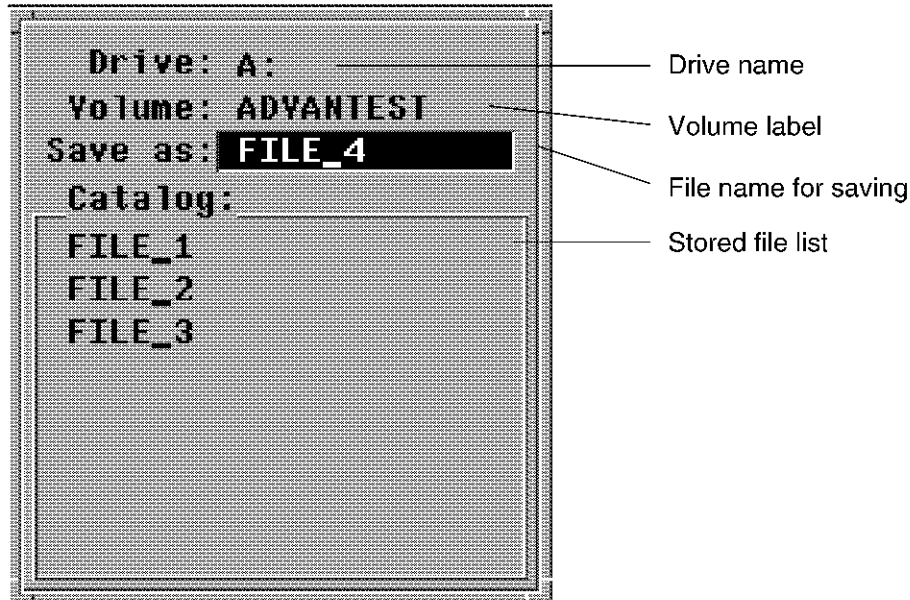 Drive: A:
Volume: ADVANTEST
Save as: FILE_4
Catalog:
FILE_1
FILE_2
FILE_3
Drive name
Volume label
File name for saving
Stored file list